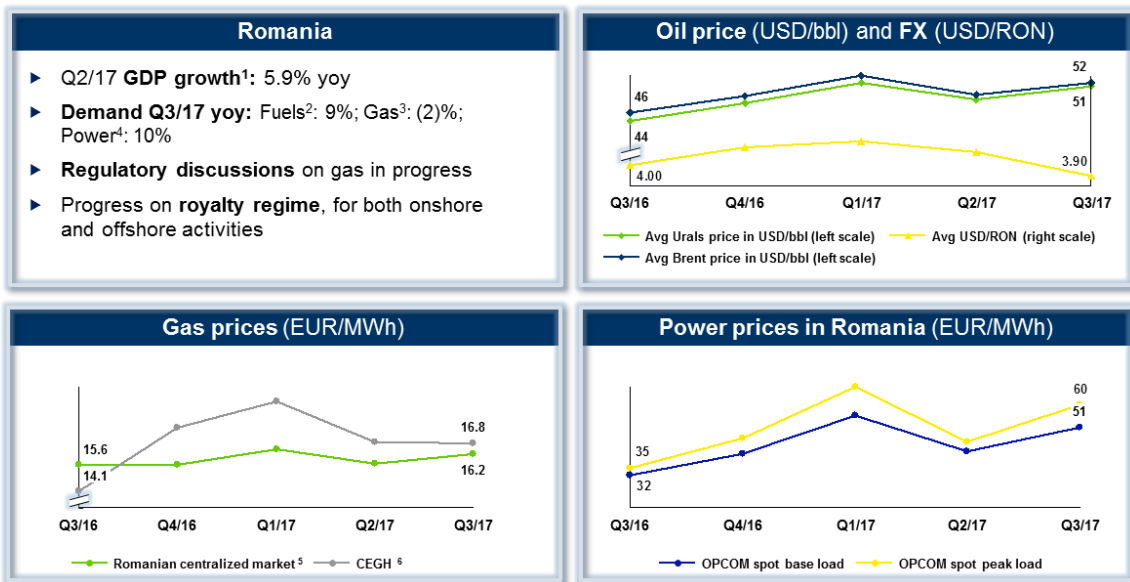 Romania
Q2/17 GDP growth¹: 5.9% yoy
Demand Q3/17 yoy: Fuels²: 9%; Gas³: (2)%;
Power⁴: 10%
Regulatory discussions on gas in progress
Progress on royalty regime, for both onshore
and offshore activities
Oil price (USD/bbl) and FX (USD/RON)
52
46
51
44
3.90
4.00
Q3/16 Q4/16 Q1/17 Q2/17 Q3/17
Avg Urals price in USD/bbl (left scale) Avg USD/RON (right scale)
Avg Brent price in USD/bbl (left scale)
Gas prices (EUR/MWh)
16.8
15.6
14.1
16.2
Q3/16 Q4/16 Q1/17 Q2/17 Q3/17
Romanian centralized market ⁵ CEGH ⁶
Power prices in Romania (EUR/MWh)
60
51
35
32
Q3/16 Q4/16 Q1/17 Q2/17 Q3/17
OPCOM spot base load OPCOM spot peak load